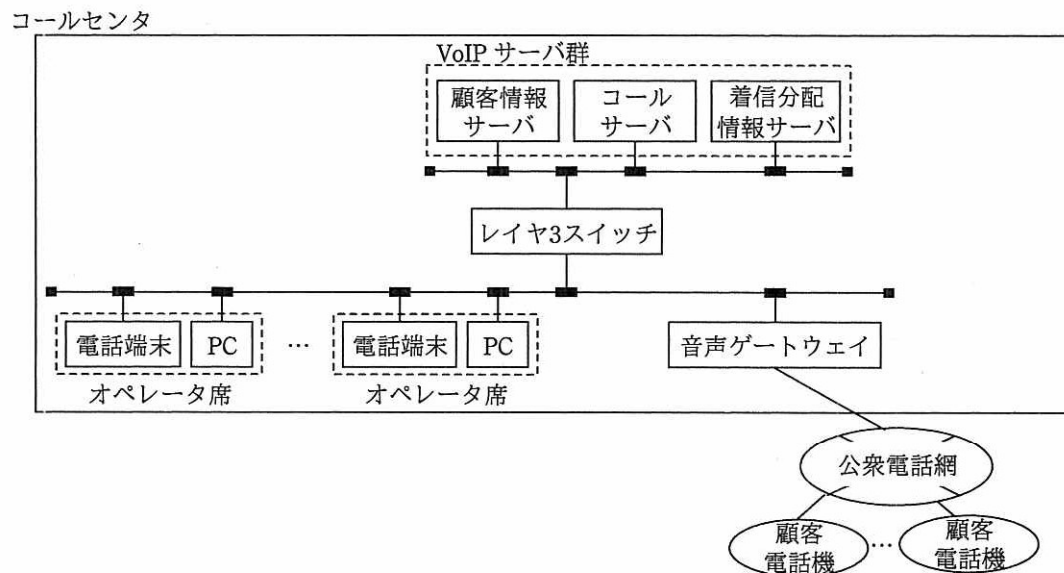 コールセンタ
VoIP サーバ群
顧客情報
サーバ
コール
サーバ
着信分配
情報サーバ
レイヤ3スイッチ
電話端末
PC
…
電話端末
PC
音声ゲートウェイ
オペレータ席
オペレータ席
公衆電話網
顧客
電話機
…
顧客
電話機